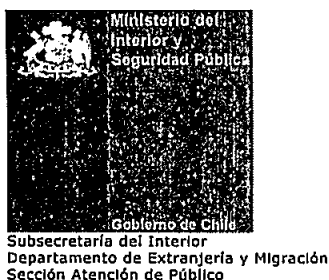 Ministerio del
Interior y
Seguridad Pública
Gobierno de Chile
Subsecretaría del Interior
Departamento de Extranjería y Migración
Sección Atención de Público